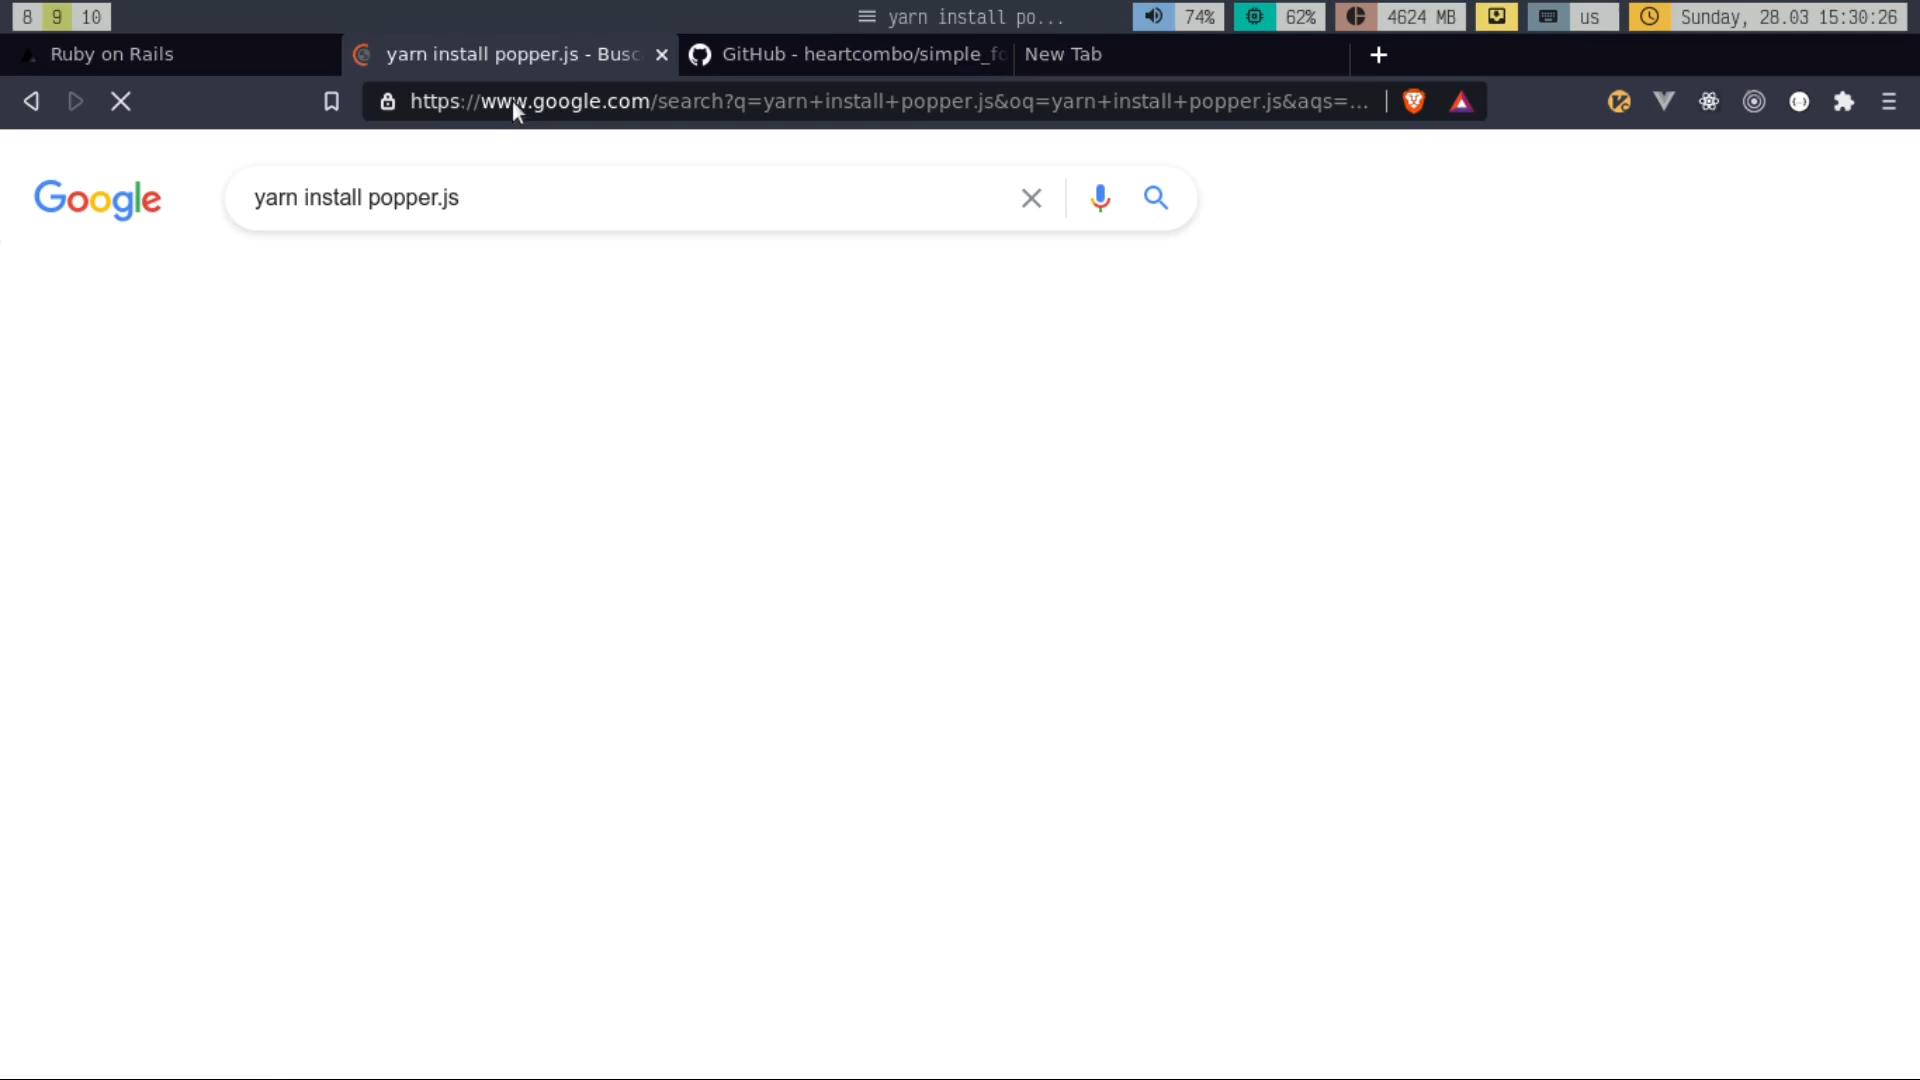 8 9 10 yarn install po... 74% 62% 4624 MB us Sunday, 28.03 15:30:26
Ruby on Rails yarn install popper.js - Busc GitHub - heartcombo/simple_fo New Tab
https://www.google.com/search?q=yarn+install+popper.js&oq=yarn+install+popper.js&aqs=...
Google yarn install popper.js